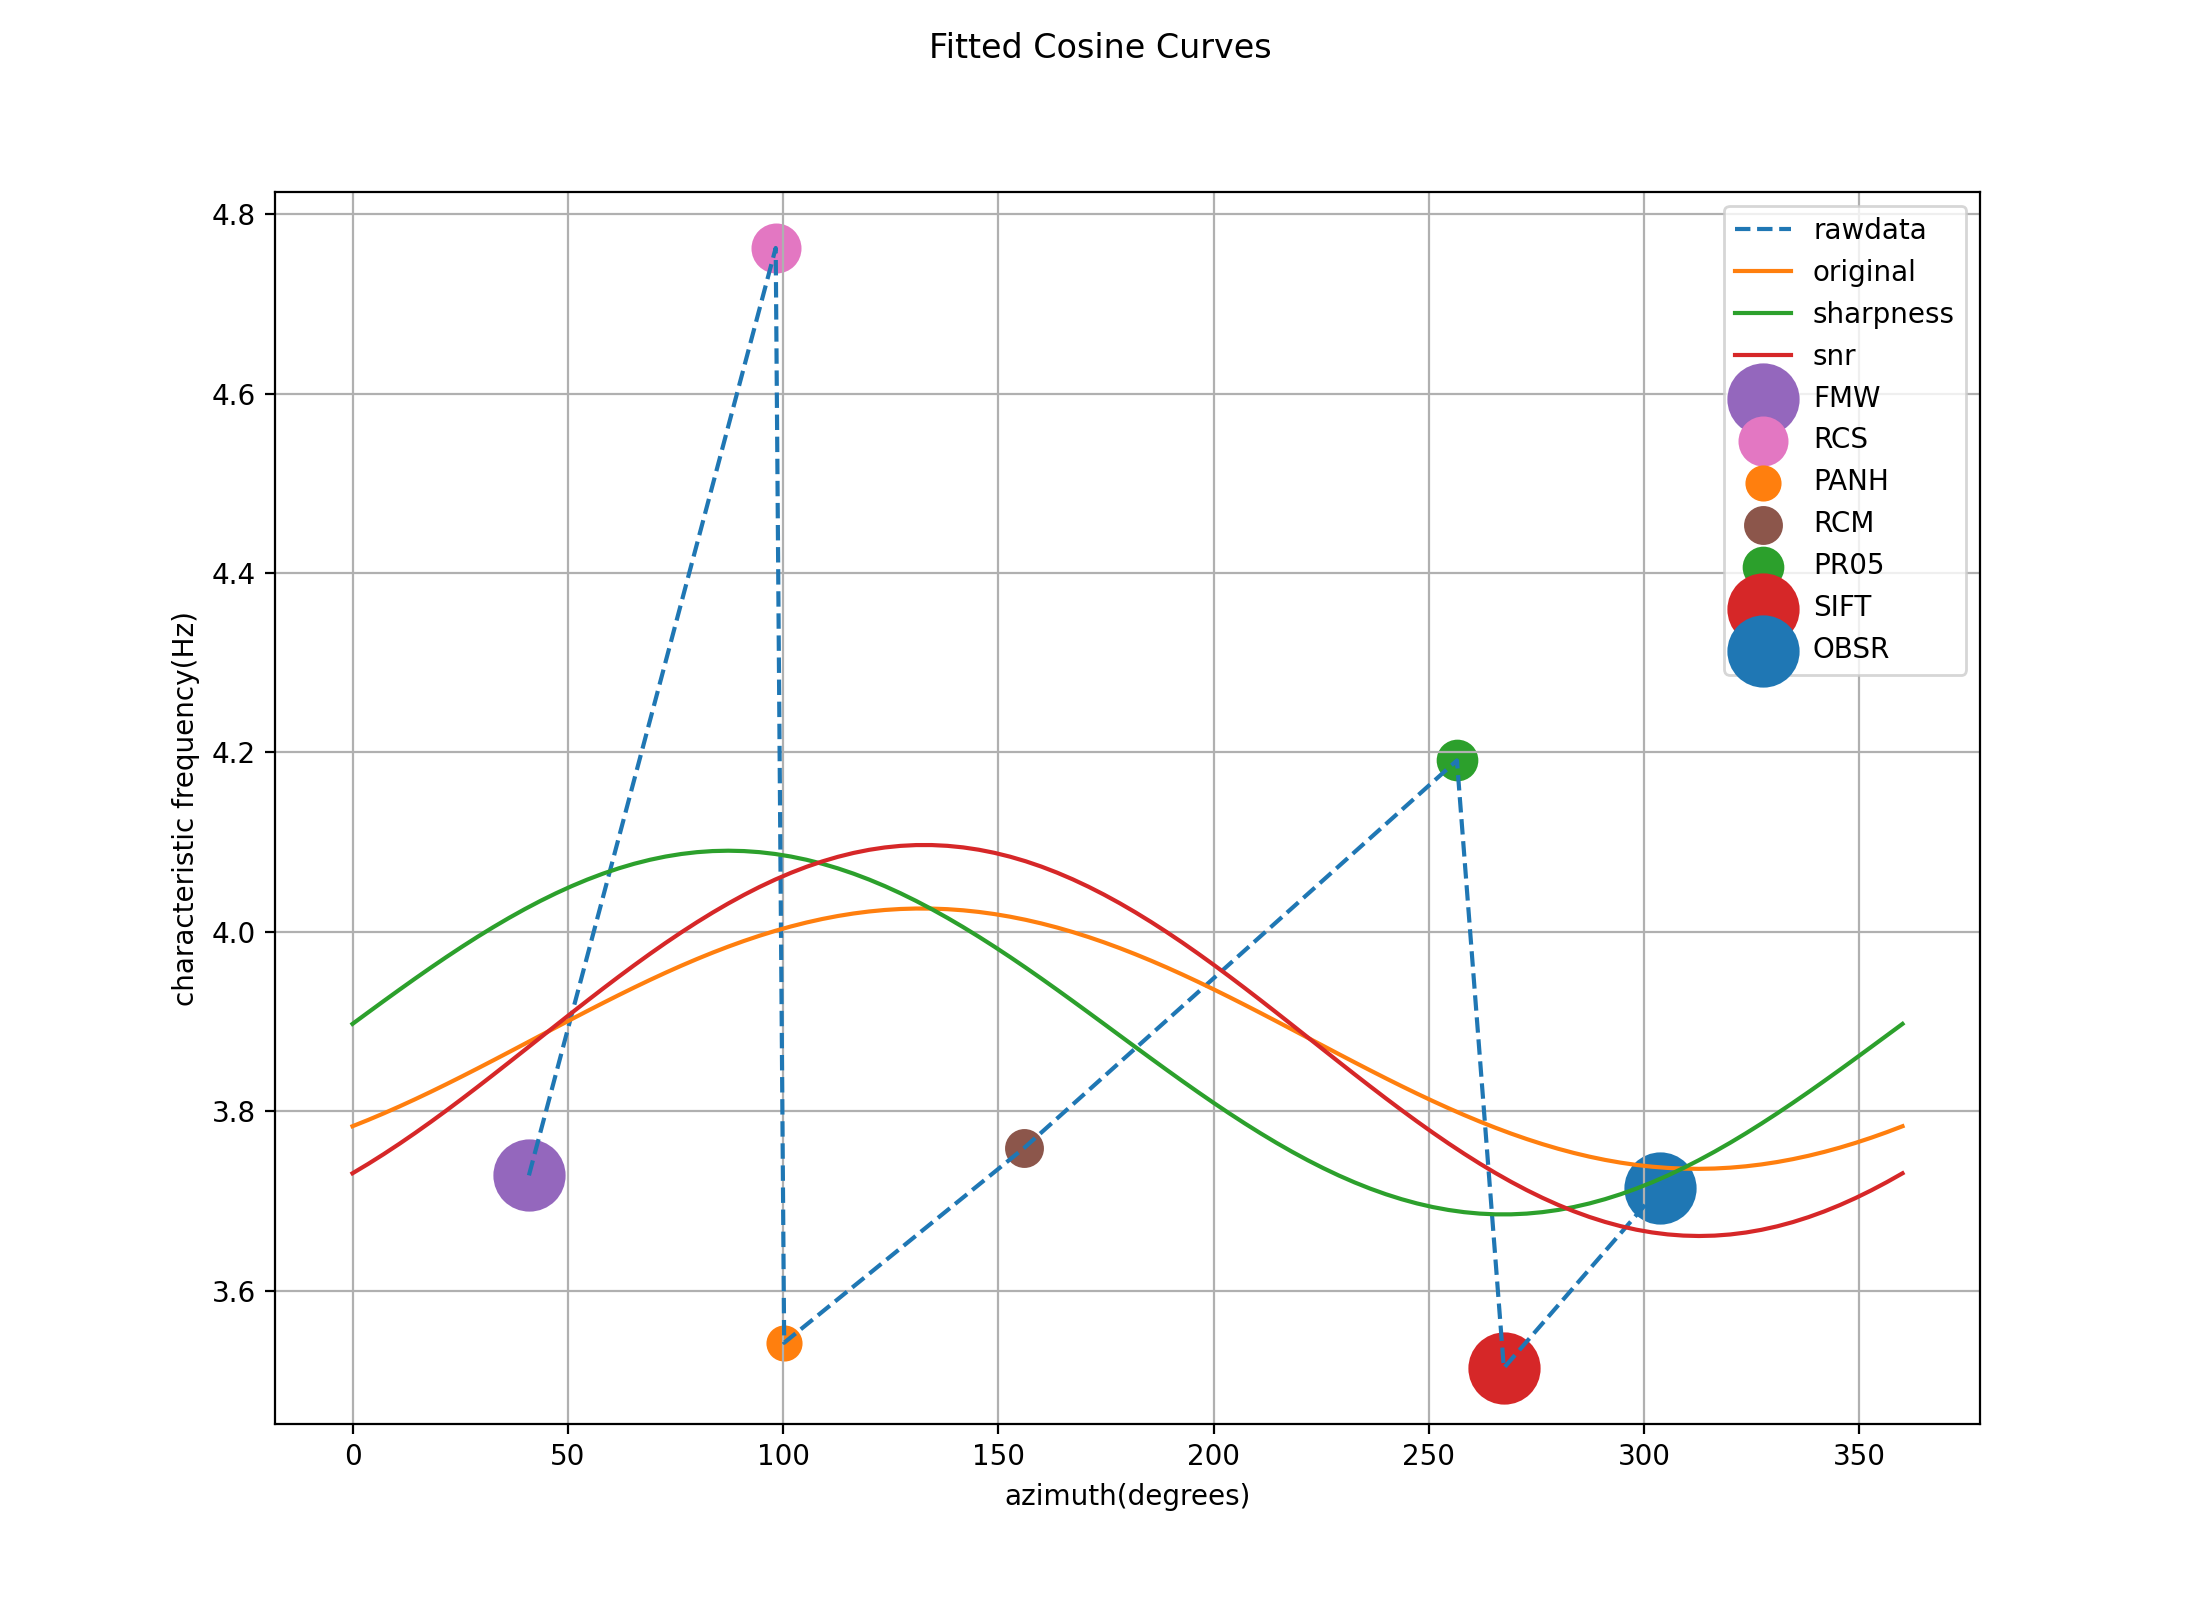 Fitted Cosine Curves
4.8
4.6
4.4
4.2
4.0
3.8
3.6
characteristic frequency(Hz)
rawdata
original
sharpness
snr
FMW
RCS
PANH
RCM
PR05
SIFT
OBSR
0 50 100 150 200 250 300 350
azimuth(degrees)